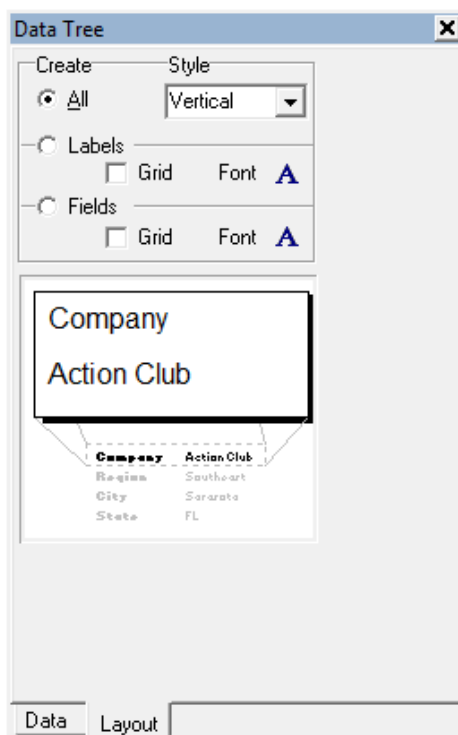 Data Tree
Create Style
All Vertical
Labels
Grid Font A
Fields
Grid Font A
Company
Action Club
Company Action Club
Region Southeast
City Sarasota
State FL
Data Layout